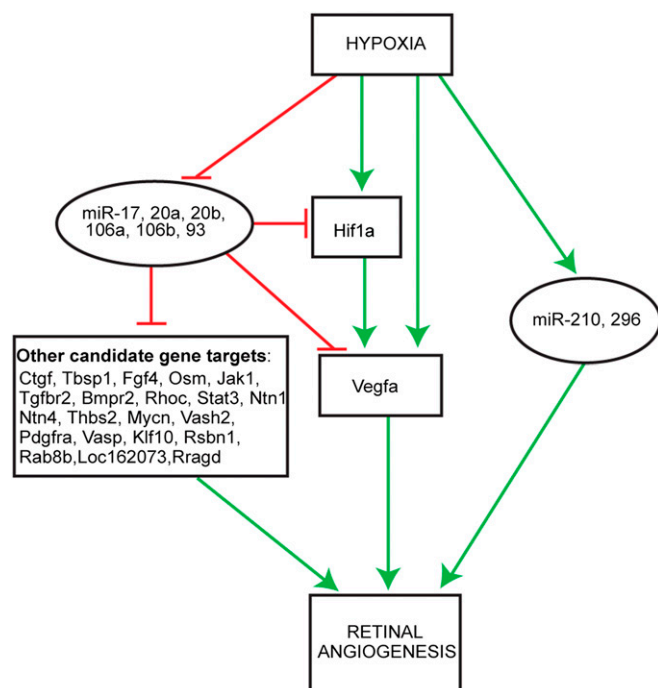 HYPOXIA
miR-17, 20a, 20b,
106a, 106b, 93
Hif1a
miR-210, 296
Other candidate gene targets:
Ctgf, Tbsp1, Fgf4, Osm, Jak1,
Tgfbr2, Bmpr2, Rhoc, Stat3, Ntn1
Ntn4, Thbs2, Mycn, Vash2,
Pdgfra, Vasp, Klf10, Rsbn1,
Rab8b,Loc162073,Rragd
Vegfa
RETINAL
ANGIOGENESIS